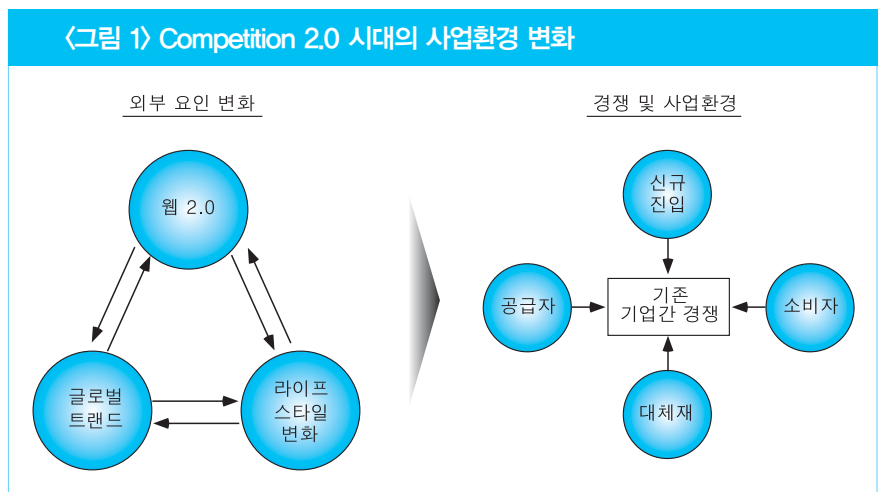 〈그림 1〉 Competition 2.0 시대의 사업환경 변화
외부 요인 변화
웹 2.0
글로벌
트랜드
라이프
스타일
변화
경쟁 및 사업환경
신규
진입
공급자
기존
기업간 경쟁
소비자
대체재